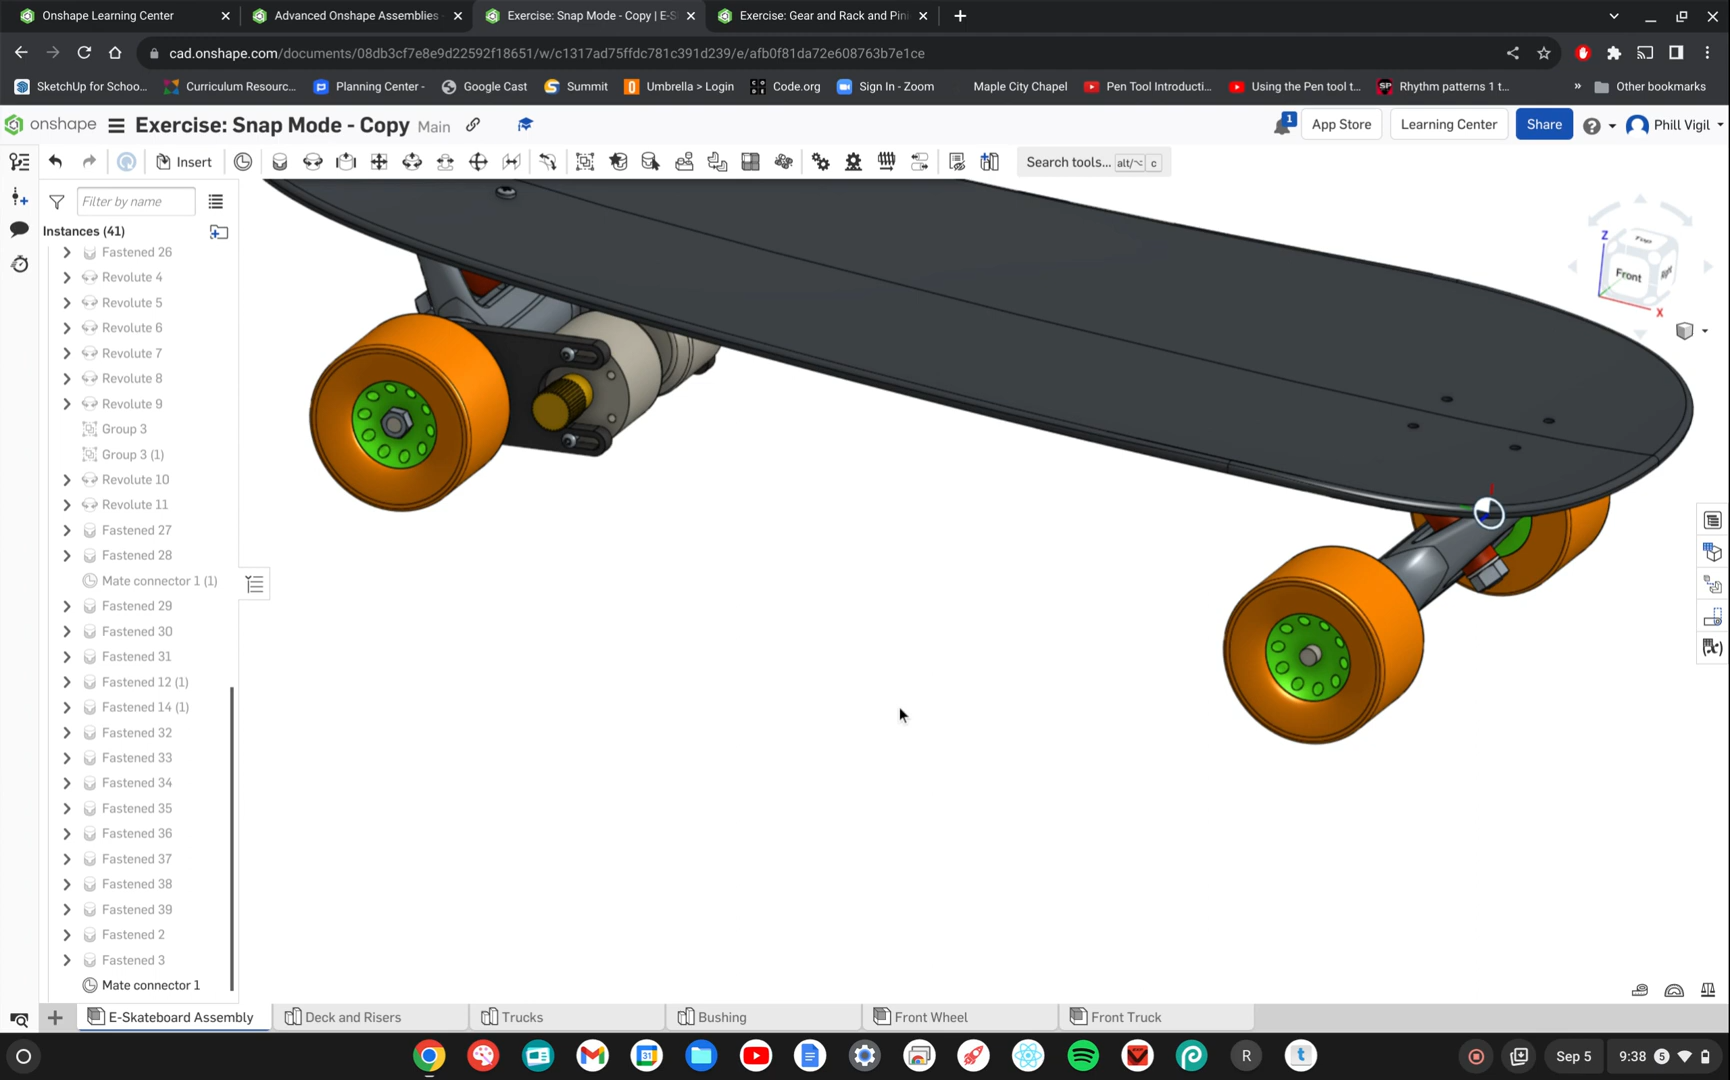 Onshape Learning Center
Advanced Onshape Assemblies
Exercise: Snap Mode - Copy | E-S
Exercise: Gear and Rack and Pin
cad.onshape.com/documents/08db3cf7e8e9d22592f18651/w/c1317ad75ffdc781c391d239/e/afb0f81da72e608763b7e1ce
SketchUp for Schoo... Curriculum Resourc... Planning Center - Google Cast Summit Umbrella > Login Code.org Sign In - Zoom Maple City Chapel Pen Tool Introducti... Using the Pen tool t... Rhythm patterns 1 t... » Other bookmarks
onshape Exercise: Snap Mode - Copy Main 1 App Store Learning Center Share Phill Vigil
Insert Search tools... alt/⌥ c
Filter by name
Instances (41)
Fastened 26
Revolute 4
Revolute 5
Revolute 6
Revolute 7
Revolute 8
Revolute 9
Group 3
Group 3 (1)
Revolute 10
Revolute 11
Fastened 27
Fastened 28
Mate connector 1 (1)
Fastened 29
Fastened 30
Fastened 31
Fastened 12 (1)
Fastened 14 (1)
Fastened 32
Fastened 33
Fastened 34
Fastened 35
Fastened 36
Fastened 37
Fastened 38
Fastened 39
Fastened 2
Fastened 3
Mate connector 1
Z
Top
Front
Right
X
E-Skateboard Assembly Deck and Risers Trucks Bushing Front Wheel Front Truck
31 R t Sep 5 9:38 5